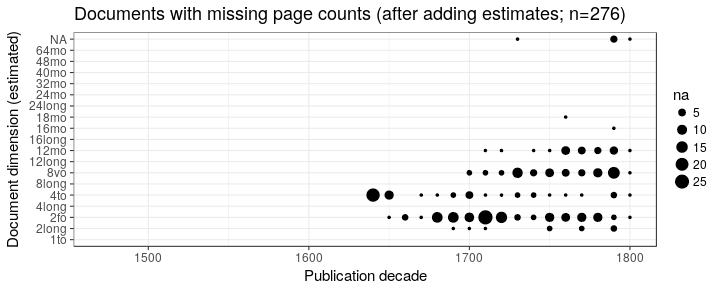 Documents with missing page counts (after adding estimates; n=276)
Document dimension (estimated)
NA
64mo
48mo
40mo
32mo
24mo
24long
18mo
16mo
16long
12mo
12long
8vo
8long
4to
4long
2fo
2long
1to
1500
1600
1700
1800
Publication decade
na
5
10
15
20
25